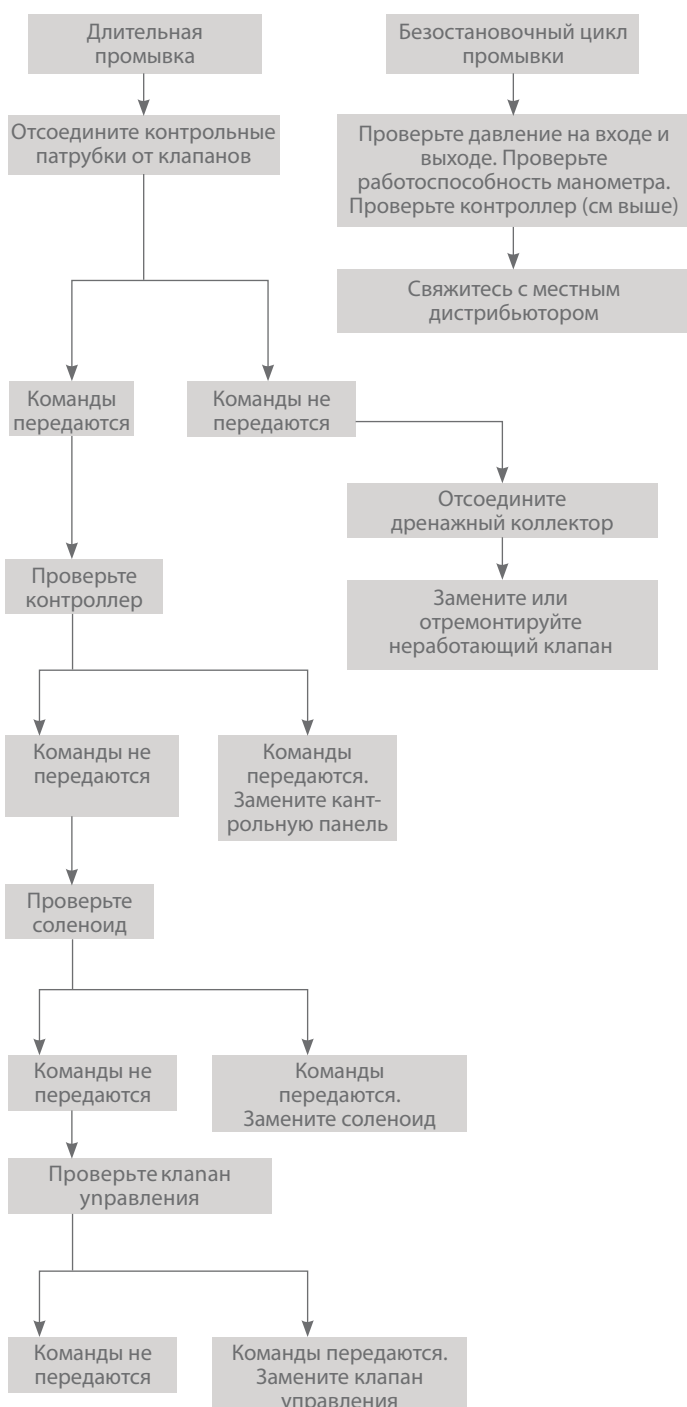 Длительная
промывка
Безостановочный цикл
промывки
Отсоедините контрольные
патрубки от клапанов
Проверьте давление на входе и
выходе. Проверьте
работоспособность манометра.
Проверьте контроллер (см выше)
Свяжитесь с местным
дистрибьютором
Команды
передаются
Команды не
передаются
Отсоедините
дренажный коллектор
Проверьте
контроллер
Замените или
отремонтируйте
неработающий клапан
Команды не
передаются
Команды
передаются.
Замените кант-
рольную панель
Проверьте
соленоид
Команды не
передаются
Команды
передаются.
Замените соленоид
Проверьте клапан
управления
Команды не
передаются
Команды передаются.
Замените клапан
управления